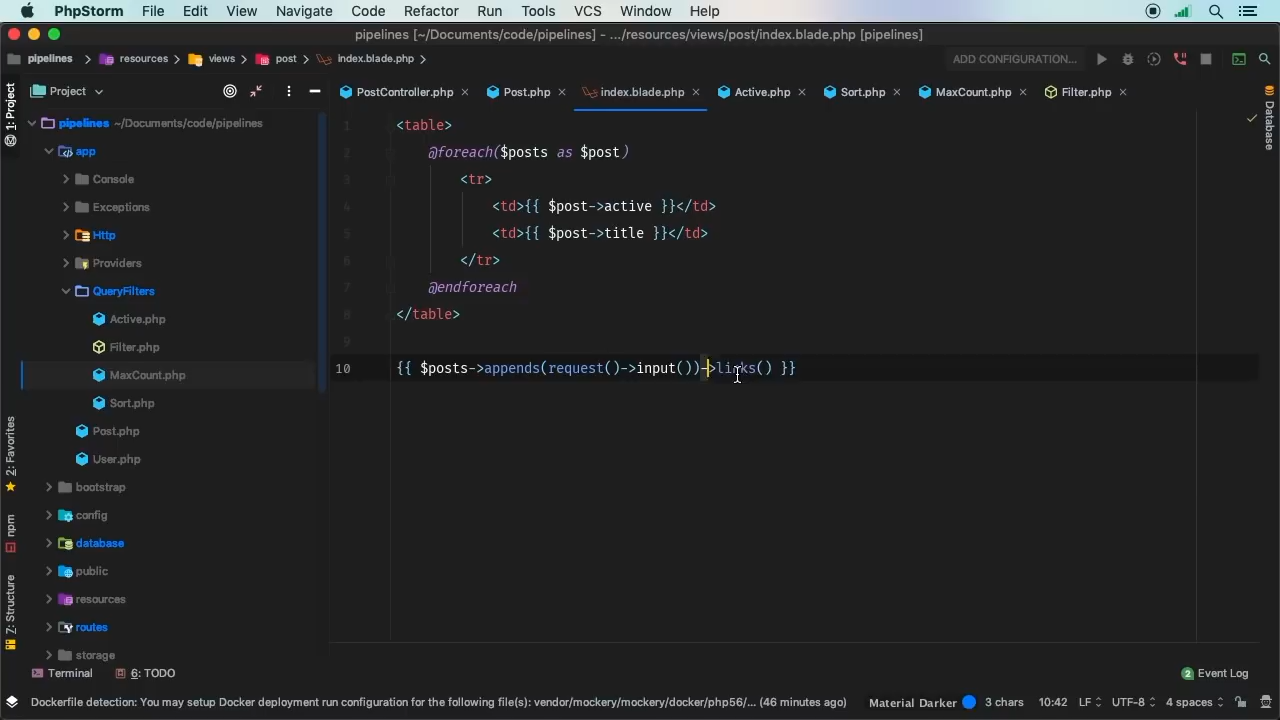 PhpStorm File Edit View Navigate Code Refactor Run Tools VCS Window Help
pipelines [~/Documents/code/pipelines] – .../resources/views/post/index.blade.php [pipelines]
pipelines resources views post index.blade.php ADD CONFIGURATION...
1: Project
Project
PostController.php Post.php index.blade.php Active.php Sort.php MaxCount.php Filter.php
Database
pipelines ~/Documents/code/pipelines
app
Console
Exceptions
Http
Providers
QueryFilters
Active.php
Filter.php
MaxCount.php
Sort.php
Post.php
User.php
bootstrap
config
database
public
resources
routes
storage
1 <table>
2 @foreach($posts as $post)
3 <tr>
4 <td>{{ $post->active }}</td>
5 <td>{{ $post->title }}</td>
6 </tr>
7 @endforeach
8 </table>
9
10 {{ $posts->appends(request()->input())->links() }}
2: Favorites
npm
7: Structure
Terminal 6: TODO 2 Event Log
Dockerfile detection: You may setup Docker deployment run configuration for the following file(s): vendor/mockery/mockery/docker/php56/... (46 minutes ago) Material Darker 3 chars 10:42 LF UTF-8 4 spaces